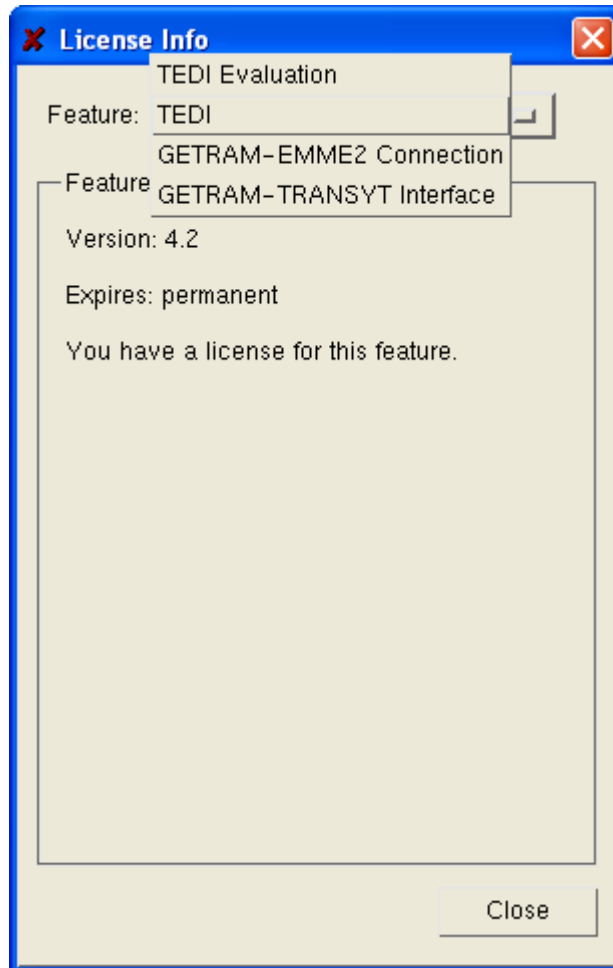 License Info
TEDI Evaluation
Feature: TEDI
GETRAM-EMME2 Connection
Feature
GETRAM-TRANSYT Interface
Version: 4.2
Expires: permanent
You have a license for this feature.
Close